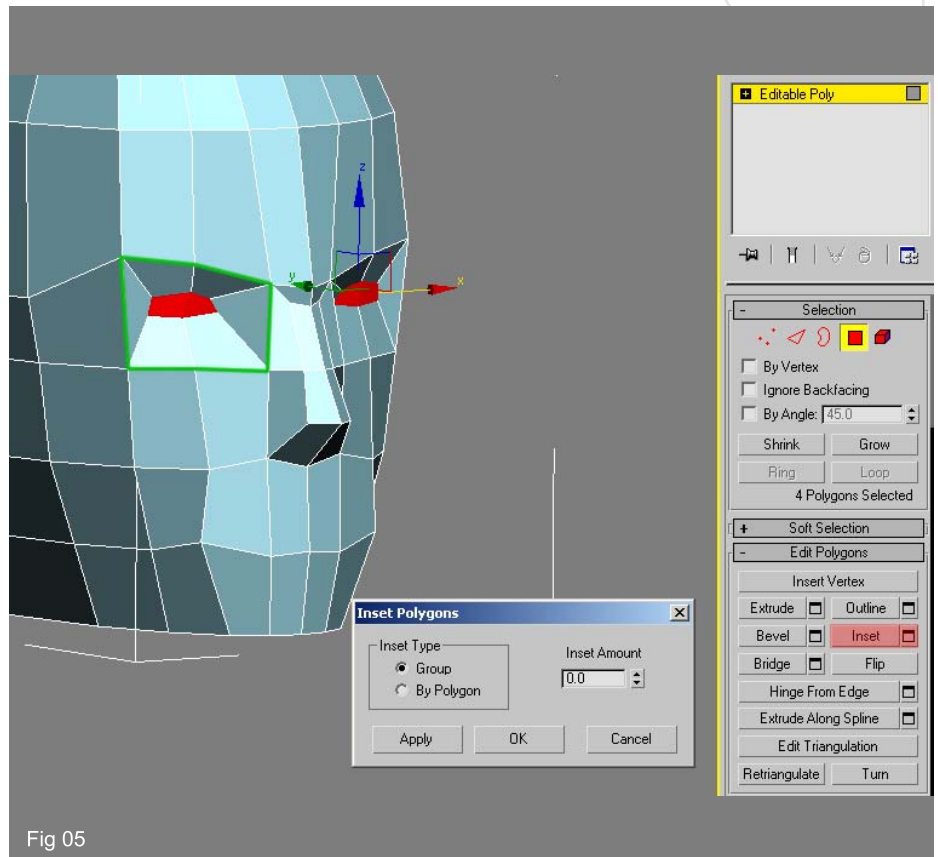 Editable Poly
z
y
x
- Selection
By Vertex
Ignore Backfacing
By Angle: 45.0
Shrink Grow
Ring Loop
4 Polygons Selected
+ Soft Selection
- Edit Polygons
Insert Vertex
Extrude Outline
Bevel Inset
Bridge Flip
Hinge From Edge
Extrude Along Spline
Edit Triangulation
Retriangulate Turn
Inset Polygons
Inset Type
Group
By Polygon
Inset Amount
0.0
Apply OK Cancel
Fig 05